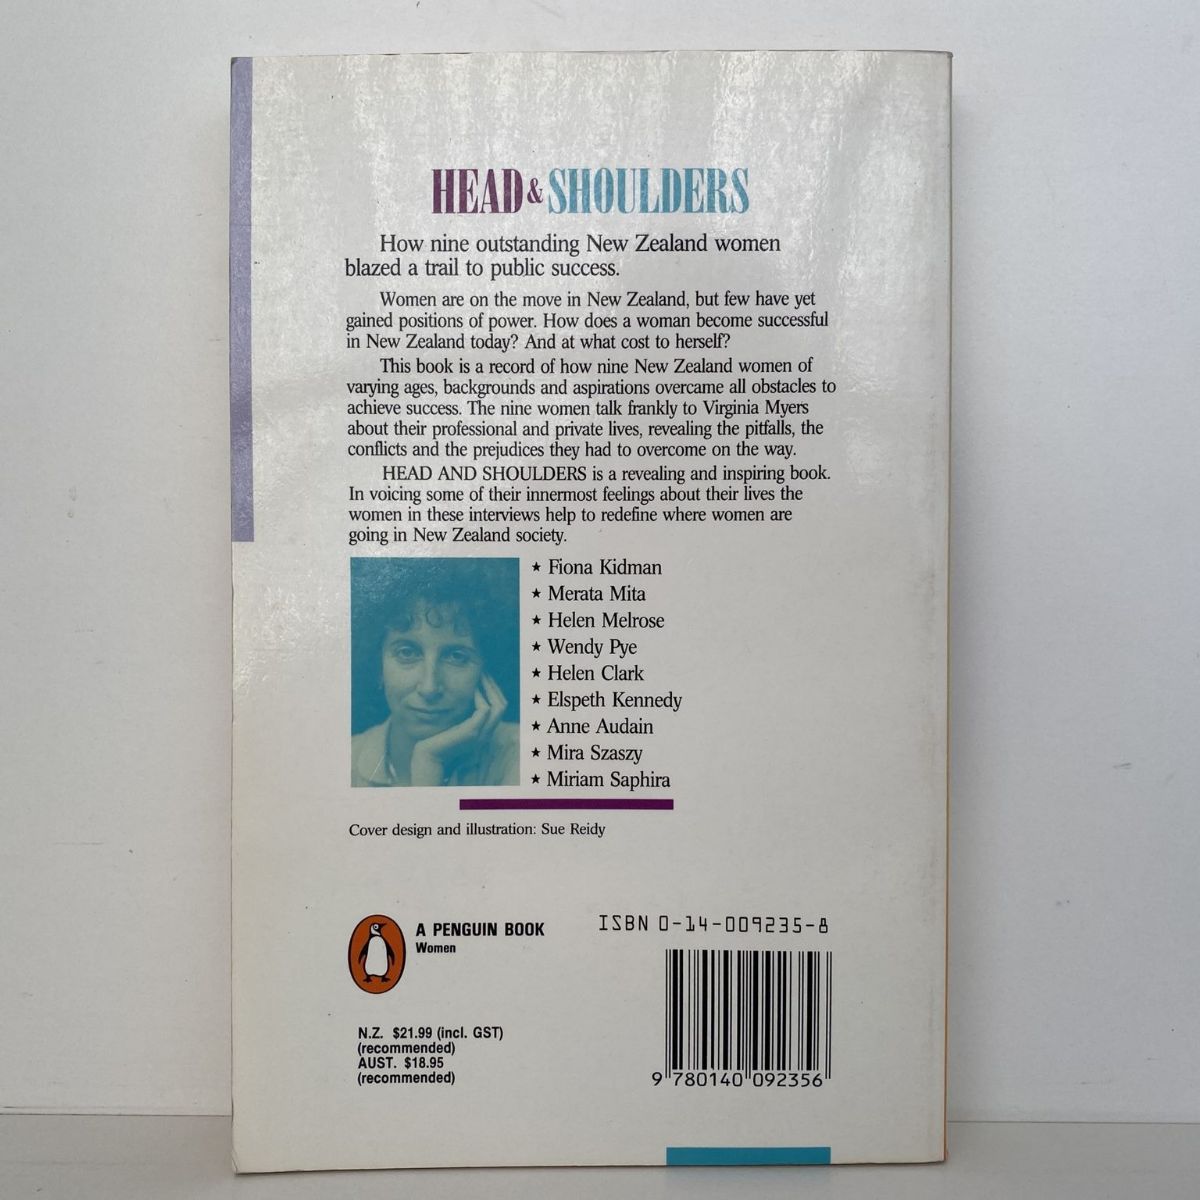 HEAD & SHOULDERS
How nine outstanding New Zealand women
blazed a trail to public success.
Women are on the move in New Zealand, but few have yet
gained positions of power. How does a woman become successful
in New Zealand today? And at what cost to herself?
This book is a record of how nine New Zealand women of
varying ages, backgrounds and aspirations overcame all obstacles to
achieve success. The nine women talk frankly to Virginia Myers
about their professional and private lives, revealing the pitfalls, the
conflicts and the prejudices they had to overcome on the way.
HEAD AND SHOULDERS is a revealing and inspiring book.
In voicing some of their innermost feelings about their lives the
women in these interviews help to redefine where women are
going in New Zealand society.
★ Fiona Kidman
★ Merata Mita
★ Helen Melrose
★ Wendy Pye
★ Helen Clark
★ Elspeth Kennedy
★ Anne Audain
★ Mira Szaszy
★ Miriam Saphira
Cover design and illustration: Sue Reidy
A PENGUIN BOOK
Women
ISBN 0-14-009235-8
N.Z. $21.99 (incl. GST)
(recommended)
AUST. $18.95
(recommended)
9 780140 092356